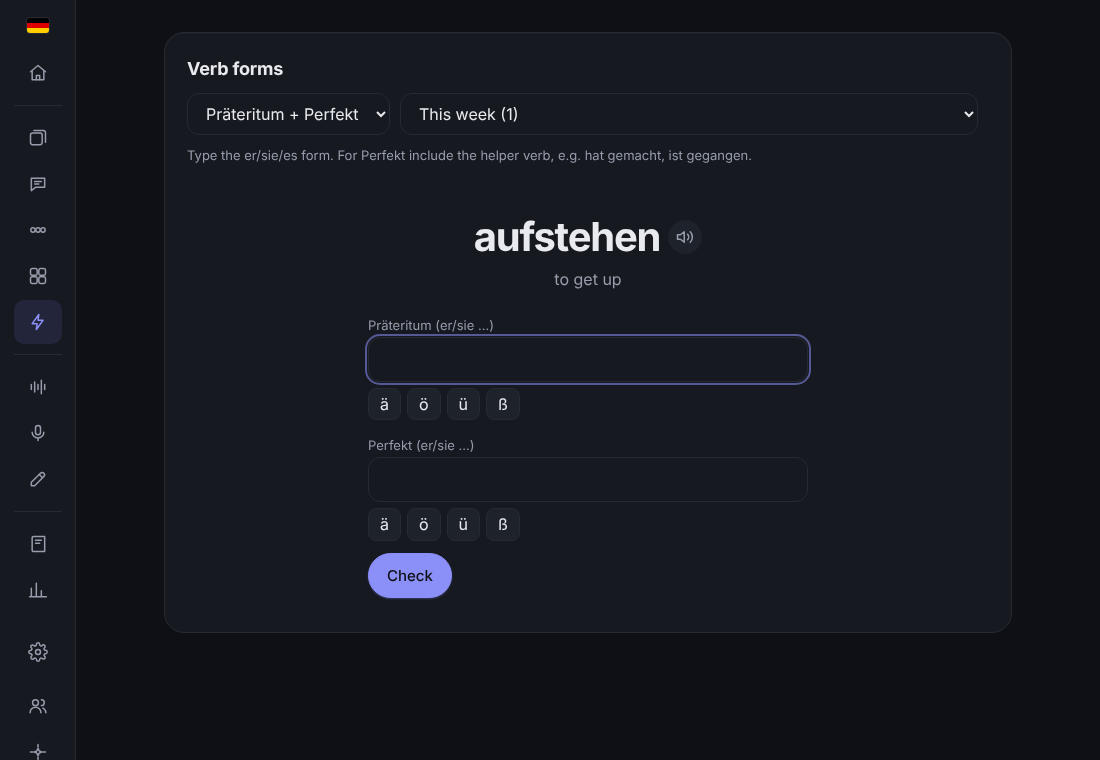 Verb forms
Präteritum + Perfekt
This week (1)
Type the er/sie/es form. For Perfekt include the helper verb, e.g. hat gemacht, ist gegangen.
aufstehen
to get up
Präteritum (er/sie …)
ä ö ü ß
Perfekt (er/sie …)
ä ö ü ß
Check